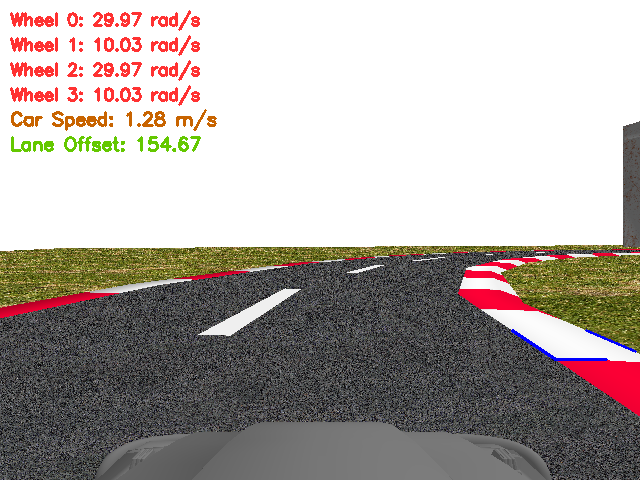 Wheel 0: 29.97 rad/s
Wheel 1: 10.03 rad/s
Wheel 2: 29.97 rad/s
Wheel 3: 10.03 rad/s
Car Speed: 1.28 m/s
Lane Offset: 154.67